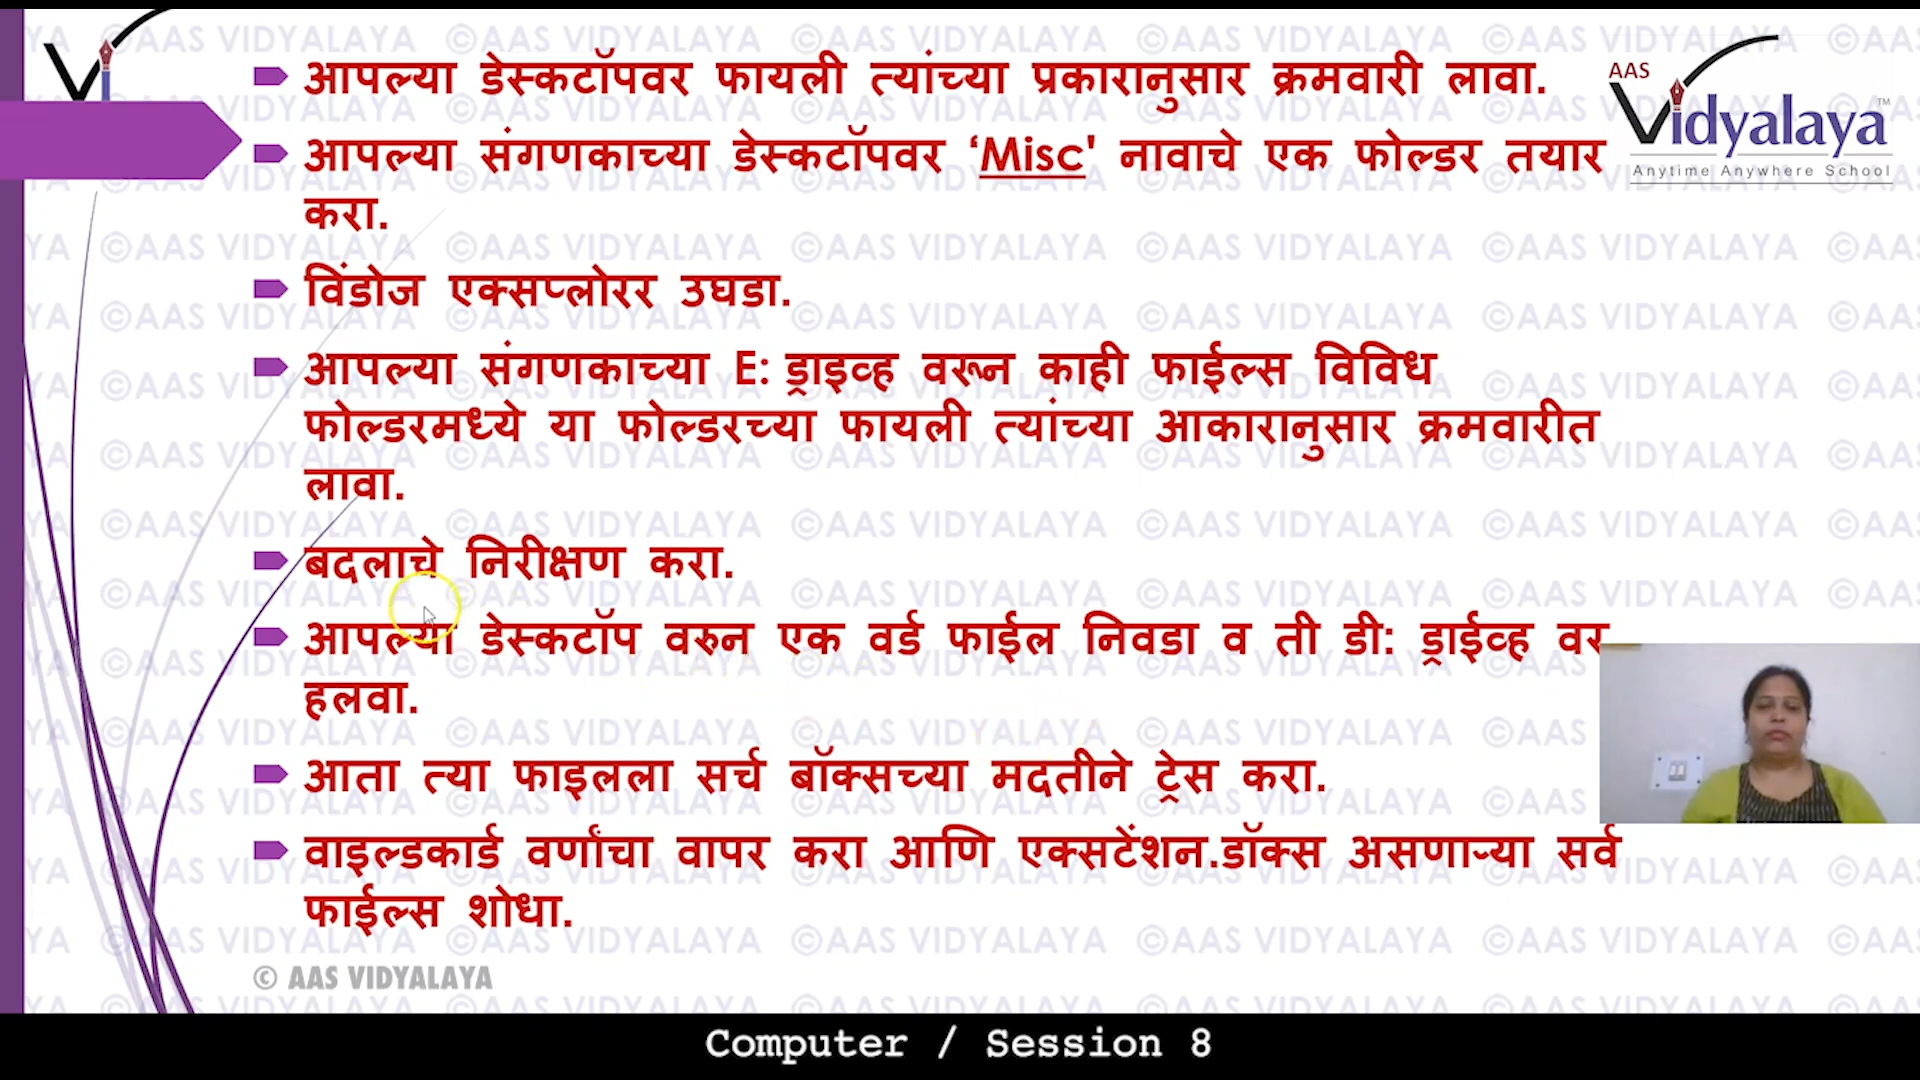 आपल्या डेस्कटॉपवर फायली त्यांच्या प्रकारानुसार क्रमवारी लावा.
AAS
Vidyalaya™
Anytime Anywhere School
आपल्या संगणकाच्या डेस्कटॉपवर ‘Misc' नावाचे एक फोल्डर तयार
करा.
विंडोज एक्सप्लोरर उघडा.
आपल्या संगणकाच्या E: ड्राइव्ह वरून काही फाईल्स विविध
फोल्डरमध्ये या फोल्डरच्या फायली त्यांच्या आकारानुसार क्रमवारीत
लावा.
बदलाचे निरीक्षण करा.
आपल्या डेस्कटॉप वरुन एक वर्ड फाईल निवडा व ती डी: ड्राईव्ह वर
हलवा.
आता त्या फाइलला सर्च बॉक्सच्या मदतीने ट्रेस करा.
वाइल्डकार्ड वर्णांचा वापर करा आणि एक्सटेंशन.डॉक्स असणाऱ्या सर्व
फाईल्स शोधा.
© AAS VIDYALAYA
Computer / Session 8